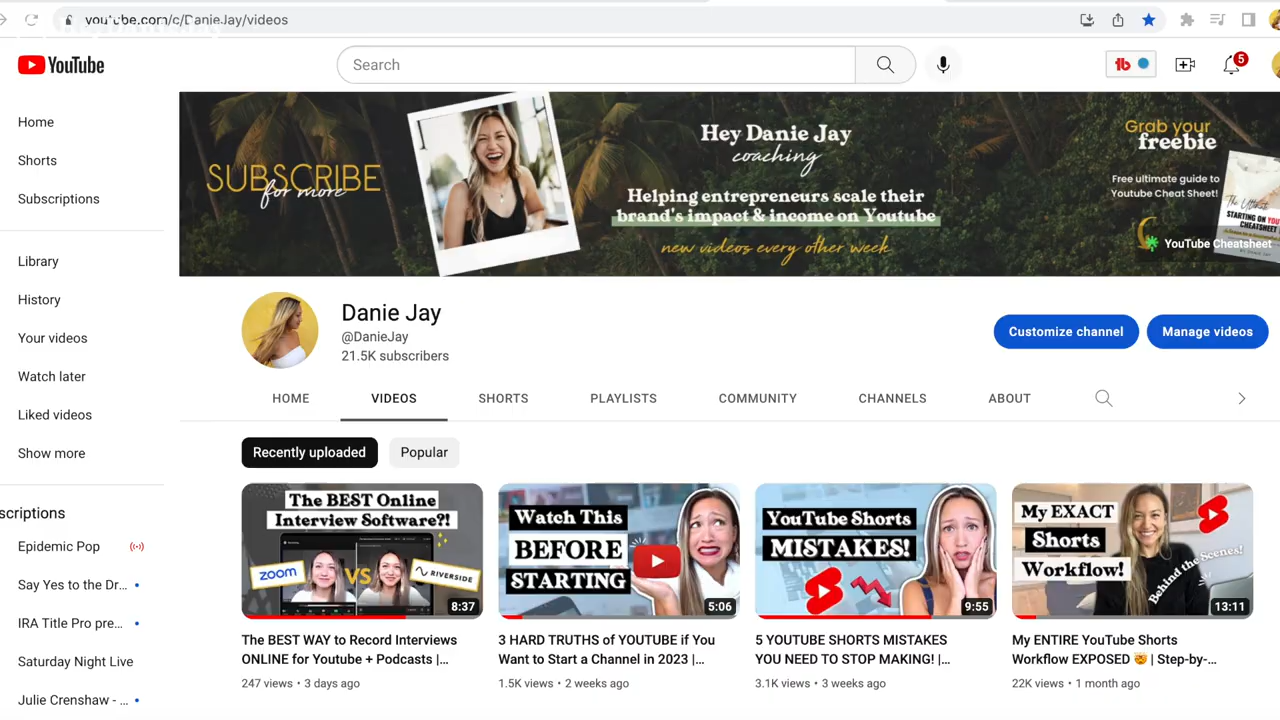 youtube.com/c/DanieJay/videos
YouTube
Search
5
Home
Shorts
Subscriptions
Library
History
Your videos
Watch later
Liked videos
Show more
scriptions
Epidemic Pop
Say Yes to the Dr...
IRA Title Pro pre...
Saturday Night Live
Julie Crenshaw - ...
SUBSCRIBE
for more
Hey Danie Jay
coaching
Helping entrepreneurs scale their
brand's impact & income on Youtube
new videos every other week
Grab your
freebie
Free ultimate guide to
Youtube Cheat Sheet!
The Ultimate
STARTING ON YOU
CHEATSHEET
YouTube Cheatsheet
Danie Jay
@DanieJay
21.5K subscribers
Customize channel
Manage videos
HOME
VIDEOS
SHORTS
PLAYLISTS
COMMUNITY
CHANNELS
ABOUT
Recently uploaded
Popular
The BEST Online
Interview Software?!
zoom
VS
RIVERSIDE
8:37
The BEST WAY to Record Interviews
ONLINE for Youtube + Podcasts |...
247 views • 3 days ago
Watch This
BEFORE
STARTING
5:06
3 HARD TRUTHS of YOUTUBE if You
Want to Start a Channel in 2023 |...
1.5K views • 2 weeks ago
YouTube Shorts
MISTAKES!
9:55
5 YOUTUBE SHORTS MISTAKES
YOU NEED TO STOP MAKING! |...
3.1K views • 3 weeks ago
My EXACT
Shorts
Workflow!
Behind the Scenes!
13:11
My ENTIRE YouTube Shorts
Workflow EXPOSED 🤯 | Step-by-...
22K views • 1 month ago